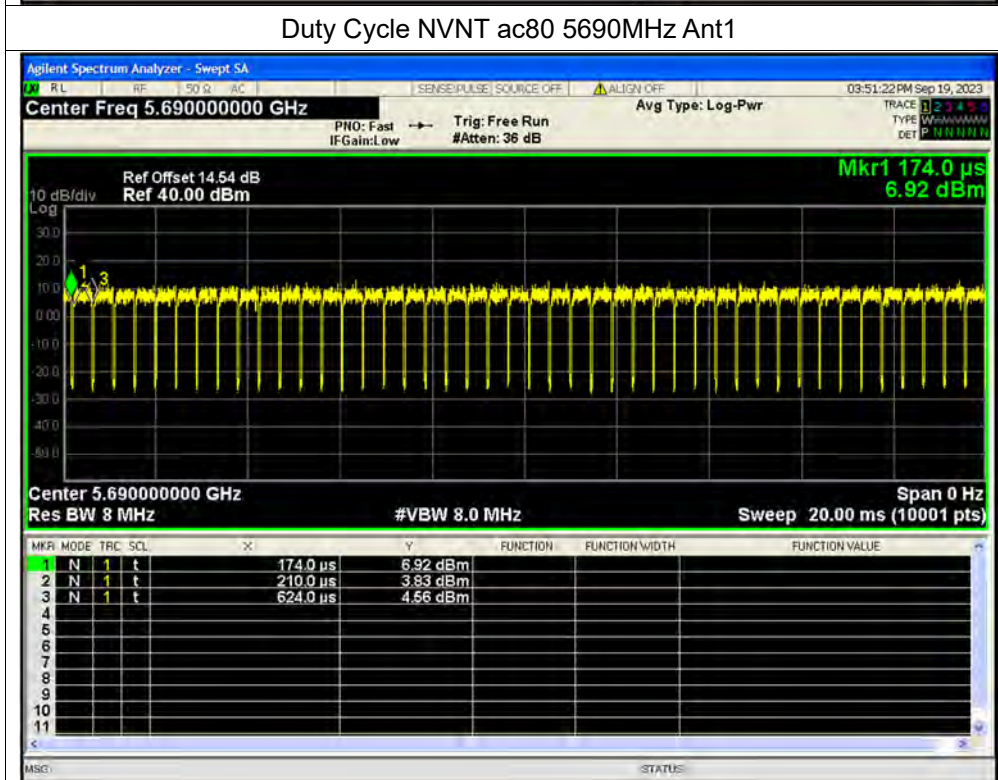 Duty Cycle NVNT ac80 5690MHz Ant1
Agilent Spectrum Analyzer - Swept SA
RL RF 50 Ω AC SENSE:PULSE SOURCE OFF ALIGN OFF 03:51:22 PM Sep 19, 2023
Center Freq 5.690000000 GHz Avg Type: Log-Pwr TRACE 1 2 3 4 5 6
PNO: Fast Trig: Free Run TYPE
IFGain:Low #Atten: 36 dB DET P N N N N N
Mkr1 174.0 µs
Ref Offset 14.54 dB
10 dB/div Ref 40.00 dBm 6.92 dBm
Log
30.0
20.0
1
2 3
10.0
0.00
-10.0
-20.0
-30.0
-40.0
-50.0
Center 5.690000000 GHz Span 0 Hz
Res BW 8 MHz #VBW 8.0 MHz Sweep 20.00 ms (10001 pts)
MKR MODE TRC SCL X Y FUNCTION FUNCTION WIDTH FUNCTION VALUE
1 N 1 t 174.0 µs 6.92 dBm
2 N 1 t 210.0 µs 3.83 dBm
3 N 1 t 624.0 µs 4.56 dBm
4
5
6
7
8
9
10
11
MSG STATUS